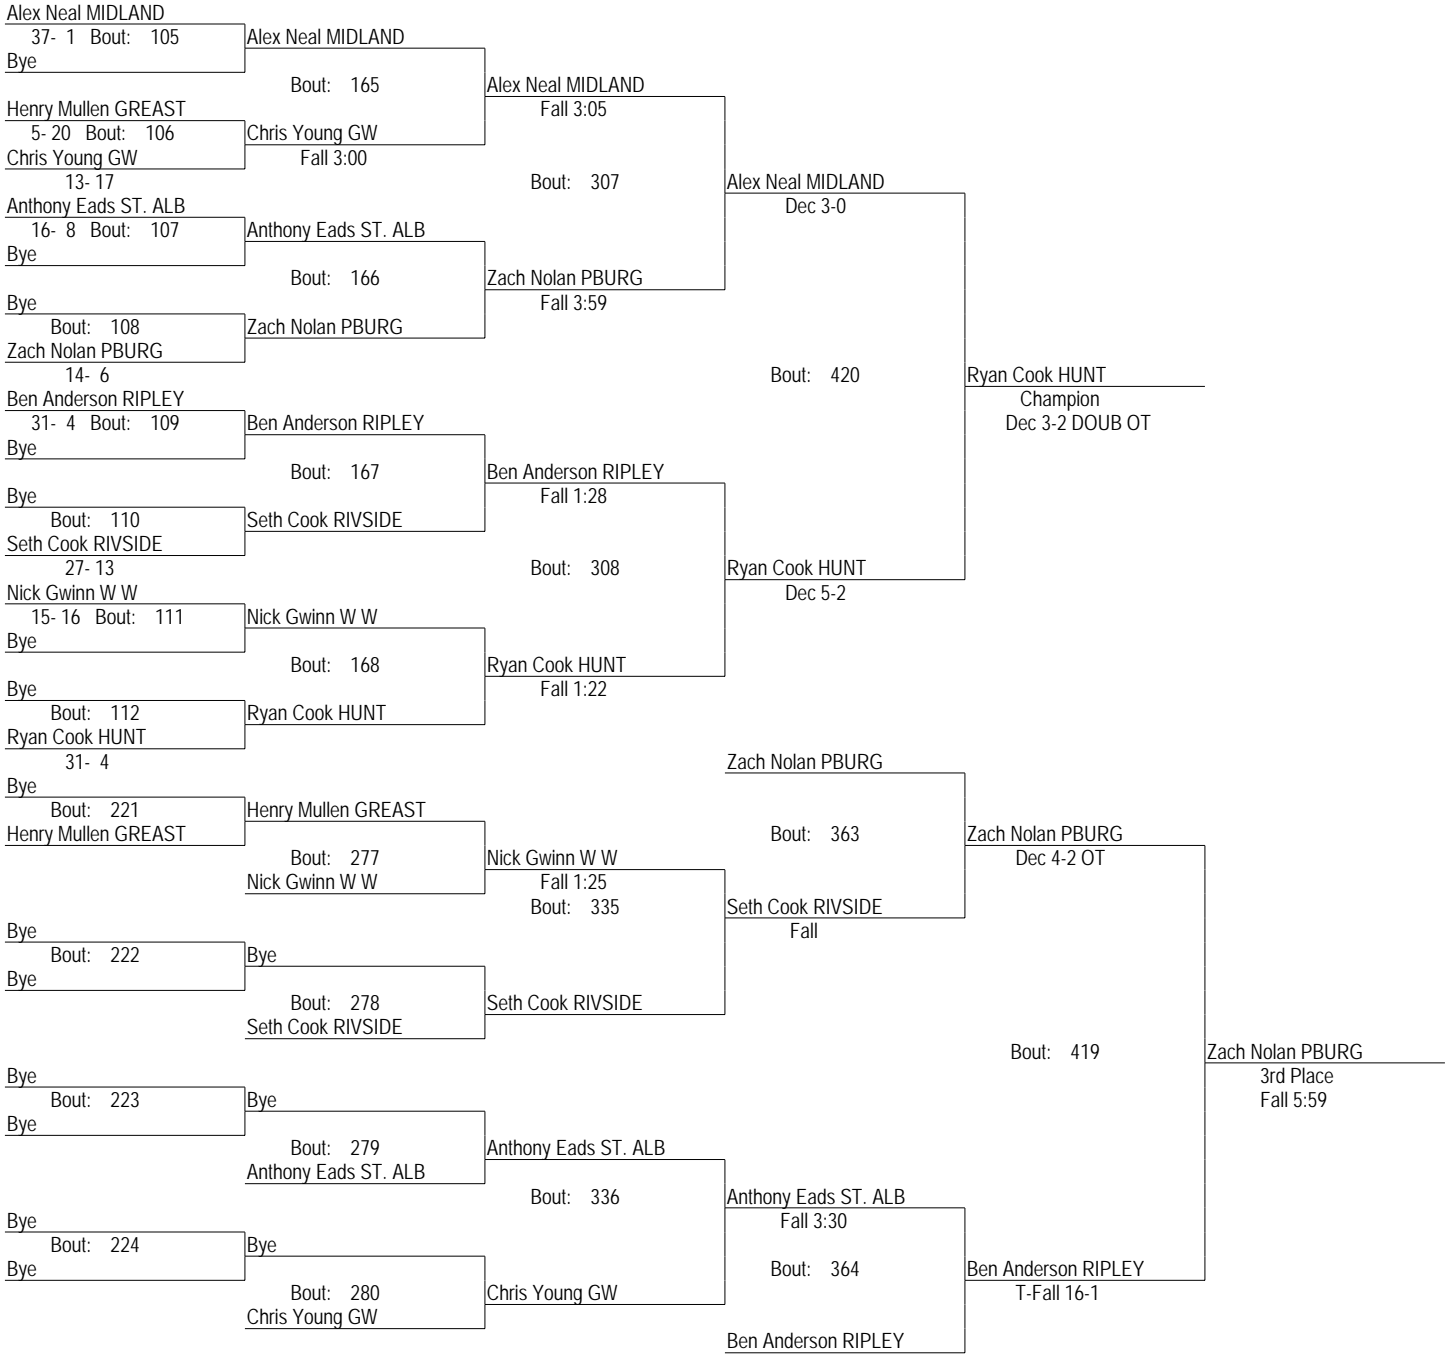 Alex Neal MIDLAND
37- 1 Bout: 105
Alex Neal MIDLAND
Bye
Bout: 165
Alex Neal MIDLAND
Henry Mullen GREAST
Fall 3:05
5- 20 Bout: 106
Chris Young GW
Chris Young GW
Fall 3:00
13- 17
Bout: 307
Alex Neal MIDLAND
Anthony Eads ST. ALB
Dec 3-0
16- 8 Bout: 107
Anthony Eads ST. ALB
Bye
Bout: 166
Zach Nolan PBURG
Bye
Fall 3:59
Bout: 108
Zach Nolan PBURG
Zach Nolan PBURG
14- 6
Bout: 420
Ryan Cook HUNT
Ben Anderson RIPLEY
Champion
31- 4 Bout: 109
Ben Anderson RIPLEY
Dec 3-2 DOUB OT
Bye
Bout: 167
Ben Anderson RIPLEY
Bye
Fall 1:28
Bout: 110
Seth Cook RIVSIDE
Seth Cook RIVSIDE
27- 13
Bout: 308
Ryan Cook HUNT
Nick Gwinn W W
Dec 5-2
15- 16 Bout: 111
Nick Gwinn W W
Bye
Bout: 168
Ryan Cook HUNT
Bye
Fall 1:22
Bout: 112
Ryan Cook HUNT
Ryan Cook HUNT
31- 4
Zach Nolan PBURG
Bye
Bout: 221
Henry Mullen GREAST
Henry Mullen GREAST
Bout: 363
Zach Nolan PBURG
Bout: 277
Nick Gwinn W W
Dec 4-2 OT
Nick Gwinn W W
Fall 1:25
Bout: 335
Seth Cook RIVSIDE
Bye
Fall
Bout: 222
Bye
Bye
Bout: 278
Seth Cook RIVSIDE
Seth Cook RIVSIDE
Bout: 419
Zach Nolan PBURG
Bye
3rd Place
Bout: 223
Bye
Fall 5:59
Bye
Bout: 279
Anthony Eads ST. ALB
Anthony Eads ST. ALB
Bout: 336
Anthony Eads ST. ALB
Bye
Fall 3:30
Bout: 224
Bye
Bye
Bout: 364
Ben Anderson RIPLEY
Bout: 280
Chris Young GW
T-Fall 16-1
Chris Young GW
Ben Anderson RIPLEY